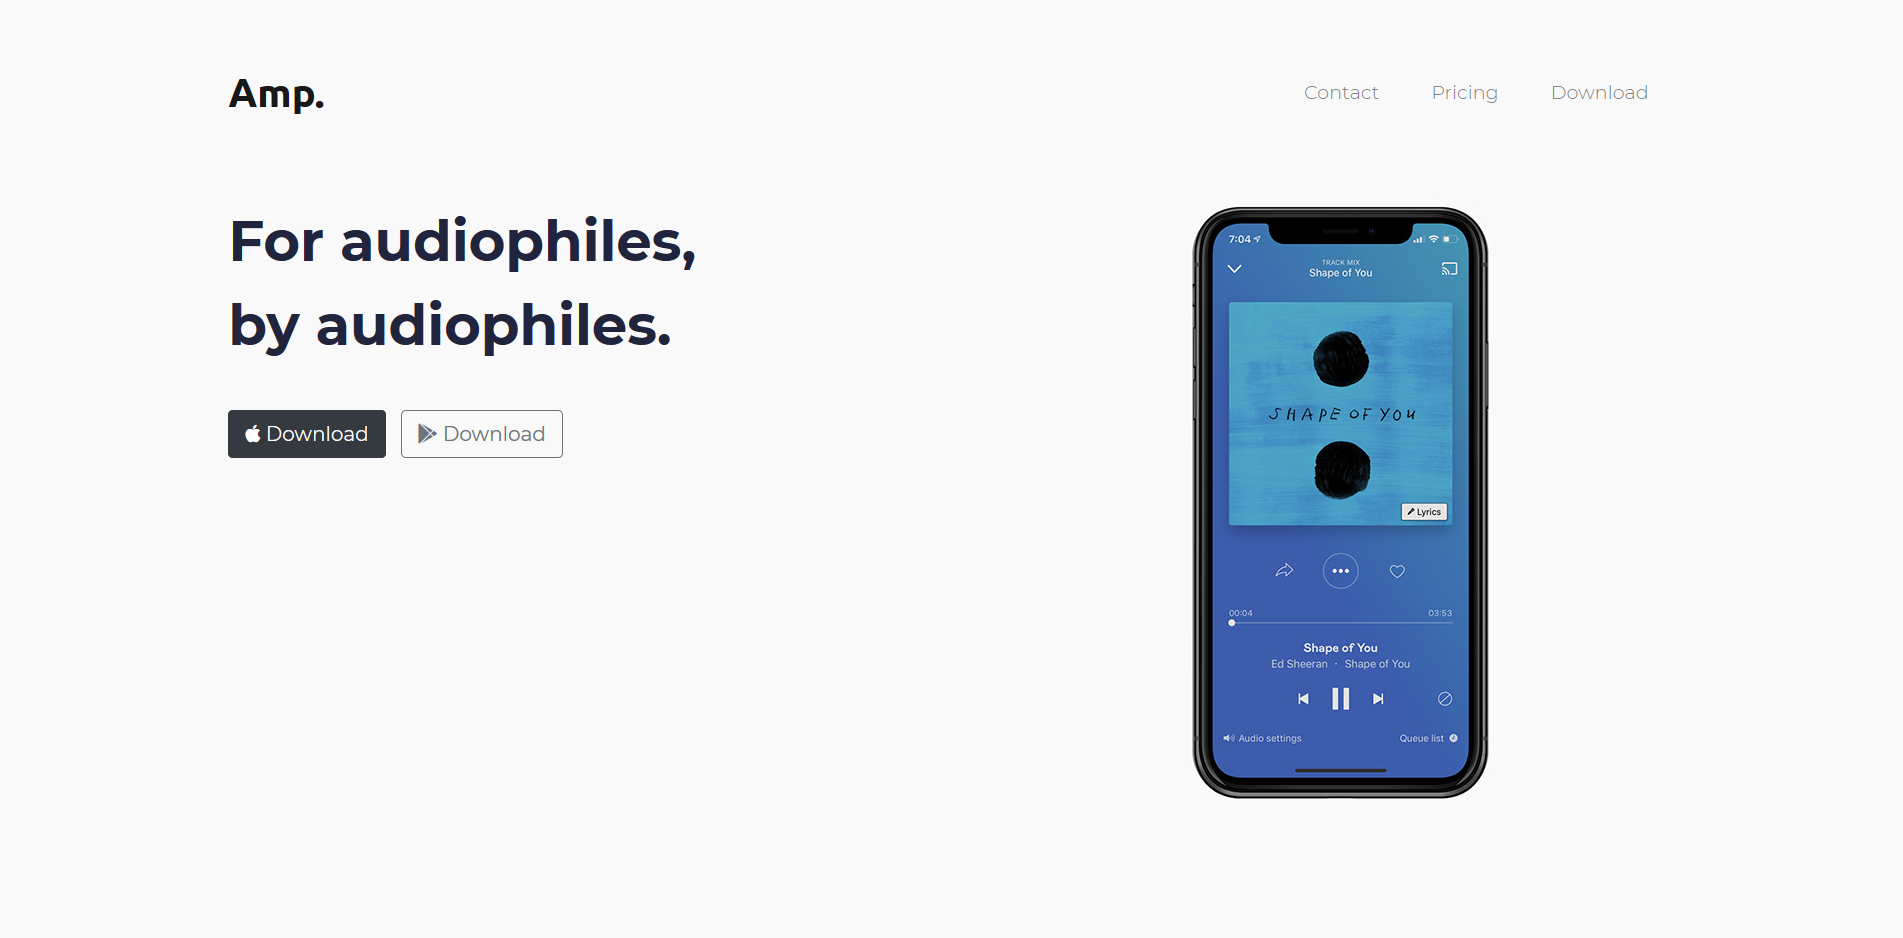 Amp.
Contact Pricing Download
For audiophiles,
by audiophiles.
Download Download
7:04
TRACK MIX
Shape of You
SHAPE OF YOU
Lyrics
00:04 03:53
Shape of You
Ed Sheeran · Shape of You
Audio settings Queue list